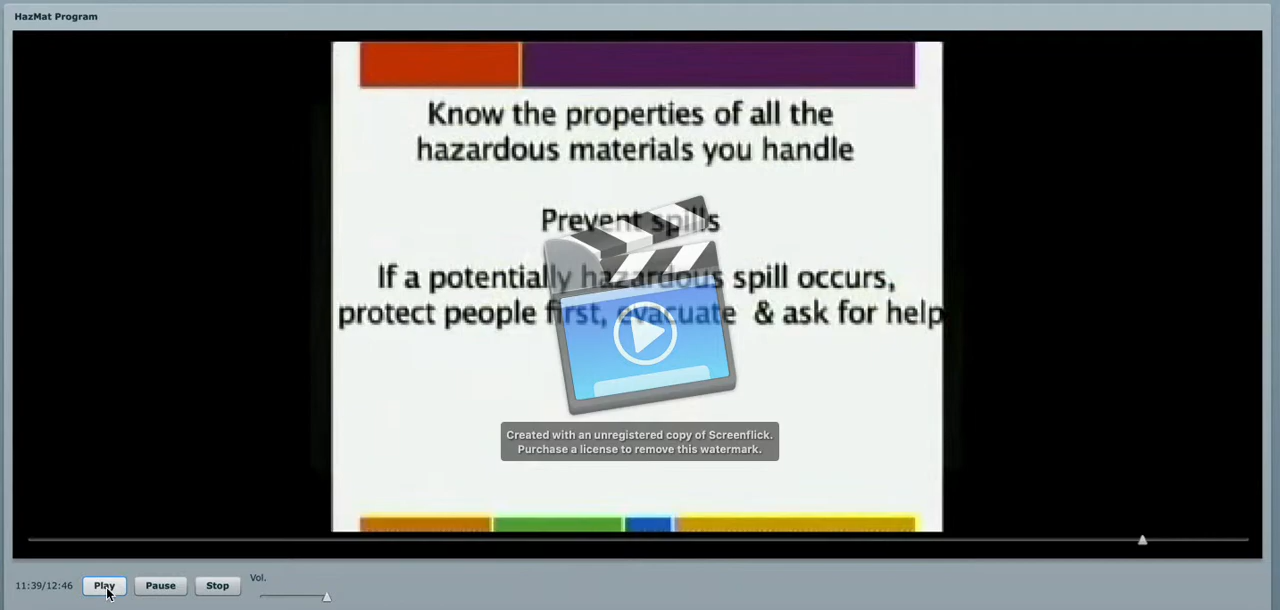 HazMat Program
Know the properties of all the
hazardous materials you handle
Prevent spills
If a potentially hazardous spill occurs,
protect people first, evacuate & ask for help
Created with an unregistered copy of Screenflick.
Purchase a license to remove this watermark.
11:39/12:46
Play
Pause
Stop
Vol.